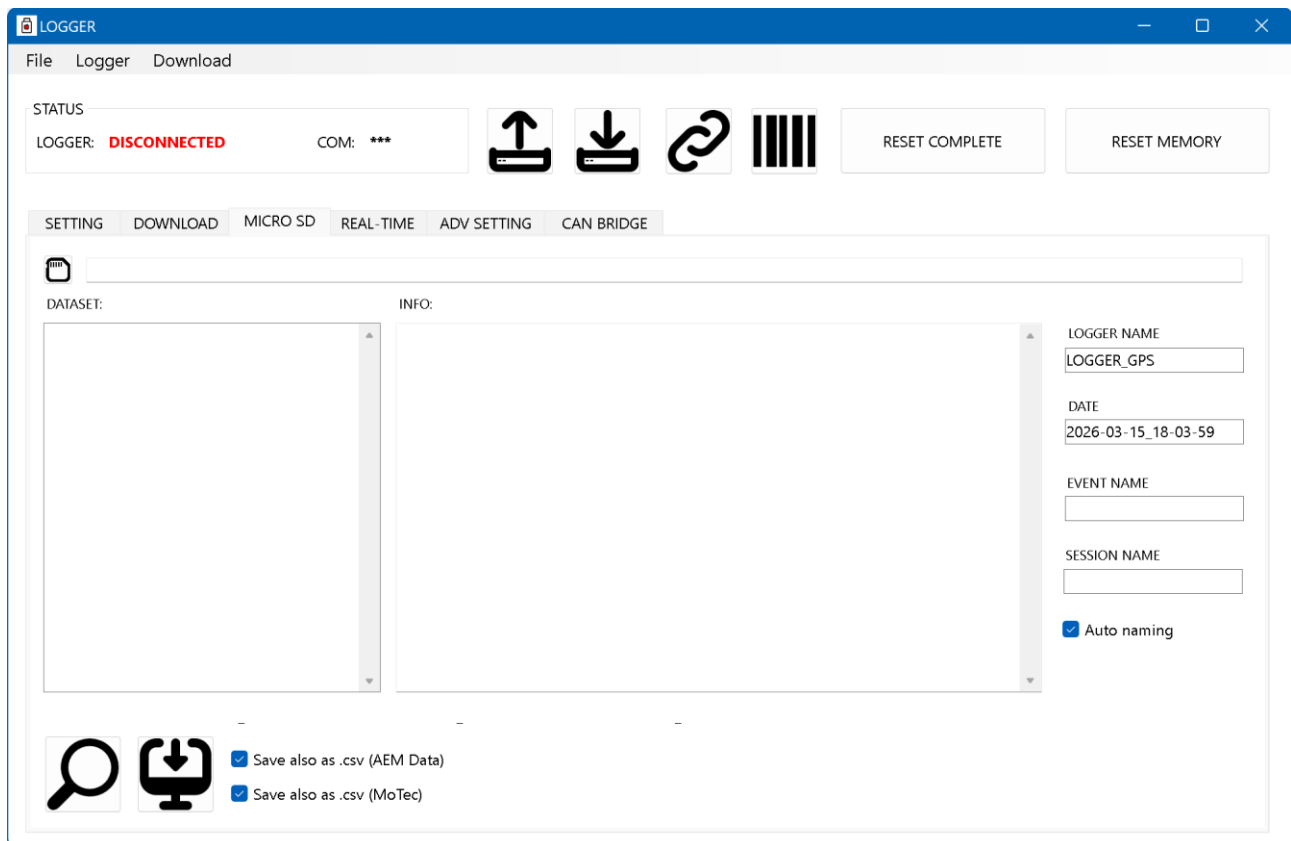 LOGGER
File Logger Download
STATUS
LOGGER: DISCONNECTED COM: ***
RESET COMPLETE
RESET MEMORY
SETTING DOWNLOAD MICRO SD REAL-TIME ADV SETTING CAN BRIDGE
DATASET:
INFO:
LOGGER NAME
LOGGER_GPS
DATE
2026-03-15_18-03-59
EVENT NAME
SESSION NAME
Auto naming
– – –
Save also as .csv (AEM Data)
Save also as .csv (MoTec)